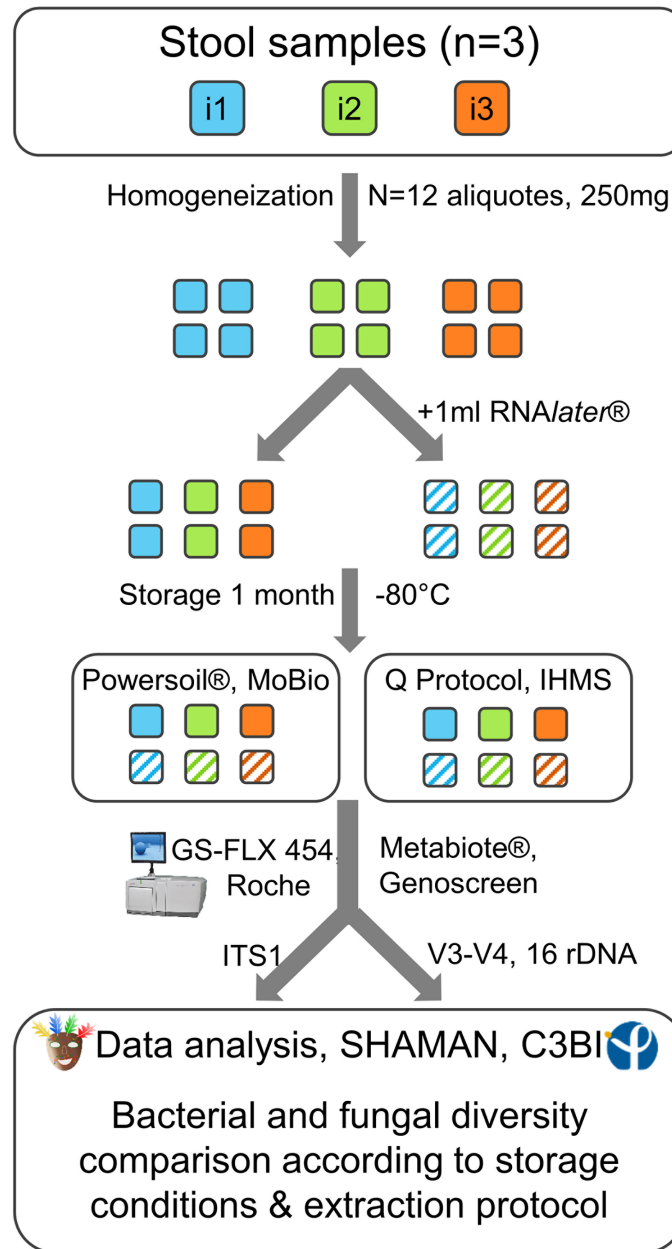 Stool samples (n=3)
i1 i2 i3
Homogeneization N=12 aliquotes, 250mg
+1ml RNAlater®
Storage 1 month -80°C
Powersoil®, MoBio
Q Protocol, IHMS
GS-FLX 454,
Roche
Metabiote®,
Genoscreen
ITS1
V3-V4, 16 rDNA
Data analysis, SHAMAN, C3BI
Bacterial and fungal diversity
comparison according to storage
conditions & extraction protocol